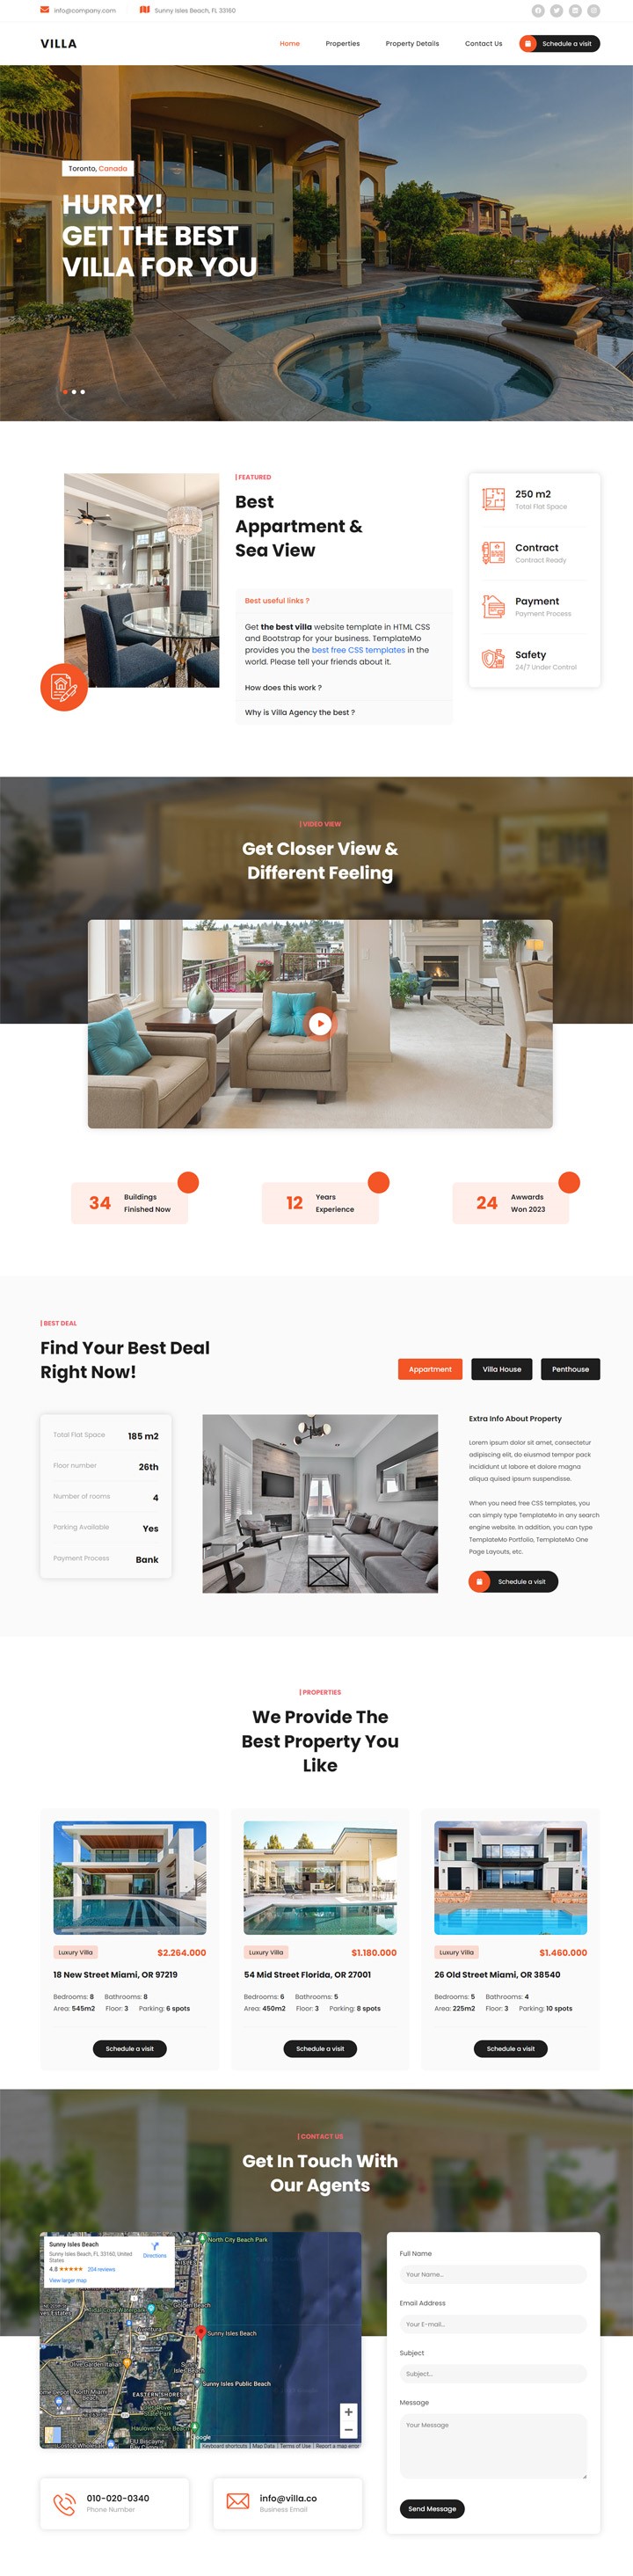 info@company.com
Sunny Isles Beach, FL 33160
VILLA
Home
Properties
Property Details
Contact Us
Schedule a visit
Toronto, Canada
HURRY!
GET THE BEST
VILLA FOR YOU
| FEATURED
Best
Appartment &
Sea View
Best useful links ?
Get the best villa website template in HTML CSS
and Bootstrap for your business. TemplateMo
provides you the best free CSS templates in the
world. Please tell your friends about it.
How does this work ?
Why is Villa Agency the best ?
250 m2
Total Flat Space
Contract
Contract Ready
Payment
Payment Process
Safety
24/7 Under Control
| VIDEO VIEW
Get Closer View &
Different Feeling
34
Buildings
Finished Now
12
Years
Experience
24
Awwards
Won 2023
| BEST DEAL
Find Your Best Deal
Right Now!
Appartment
Villa House
Penthouse
Total Flat Space
185 m2
Floor number
26th
Number of rooms
4
Parking Available
Yes
Payment Process
Bank
Extra Info About Property
Lorem ipsum dolor sit amet, consectetur
adipiscing elit, do eiusmod tempor pack
incididunt ut labore et dolore magna
aliqua quised ipsum suspendisse.
When you need free CSS templates, you
can simply type TemplateMo in any search
engine website. In addition, you can type
TemplateMo Portfolio, TemplateMo One
Page Layouts, etc.
Schedule a visit
| PROPERTIES
We Provide The
Best Property You
Like
Luxury Villa
$2.264.000
18 New Street Miami, OR 97219
Bedrooms: 8 Bathrooms: 8
Area: 545m2 Floor: 3 Parking: 6 spots
Schedule a visit
Luxury Villa
$1.180.000
54 Mid Street Florida, OR 27001
Bedrooms: 6 Bathrooms: 5
Area: 450m2 Floor: 3 Parking: 8 spots
Schedule a visit
Luxury Villa
$1.460.000
26 Old Street Miami, OR 38540
Bedrooms: 5 Bathrooms: 4
Area: 225m2 Floor: 3 Parking: 10 spots
Schedule a visit
| CONTACT US
Get In Touch With
Our Agents
Sunny Isles Beach
Sunny Isles Beach, FL 33160, United
States
4.8
204 reviews
View larger map
Directions
North City Beach Park
Sunny Isles Beach
Olive Garden Italian
Sunny Isles Public Beach
EASTERN SHORES
North Miami
Beach
State Park
Haulover Nude Beach
Google
Keyboard shortcuts
Map Data
Terms of Use
Report a map error
Full Name
Your Name...
Email Address
Your E-mail...
Subject
Subject...
Message
Your Message
Send Message
010-020-0340
Phone Number
info@villa.co
Business Email